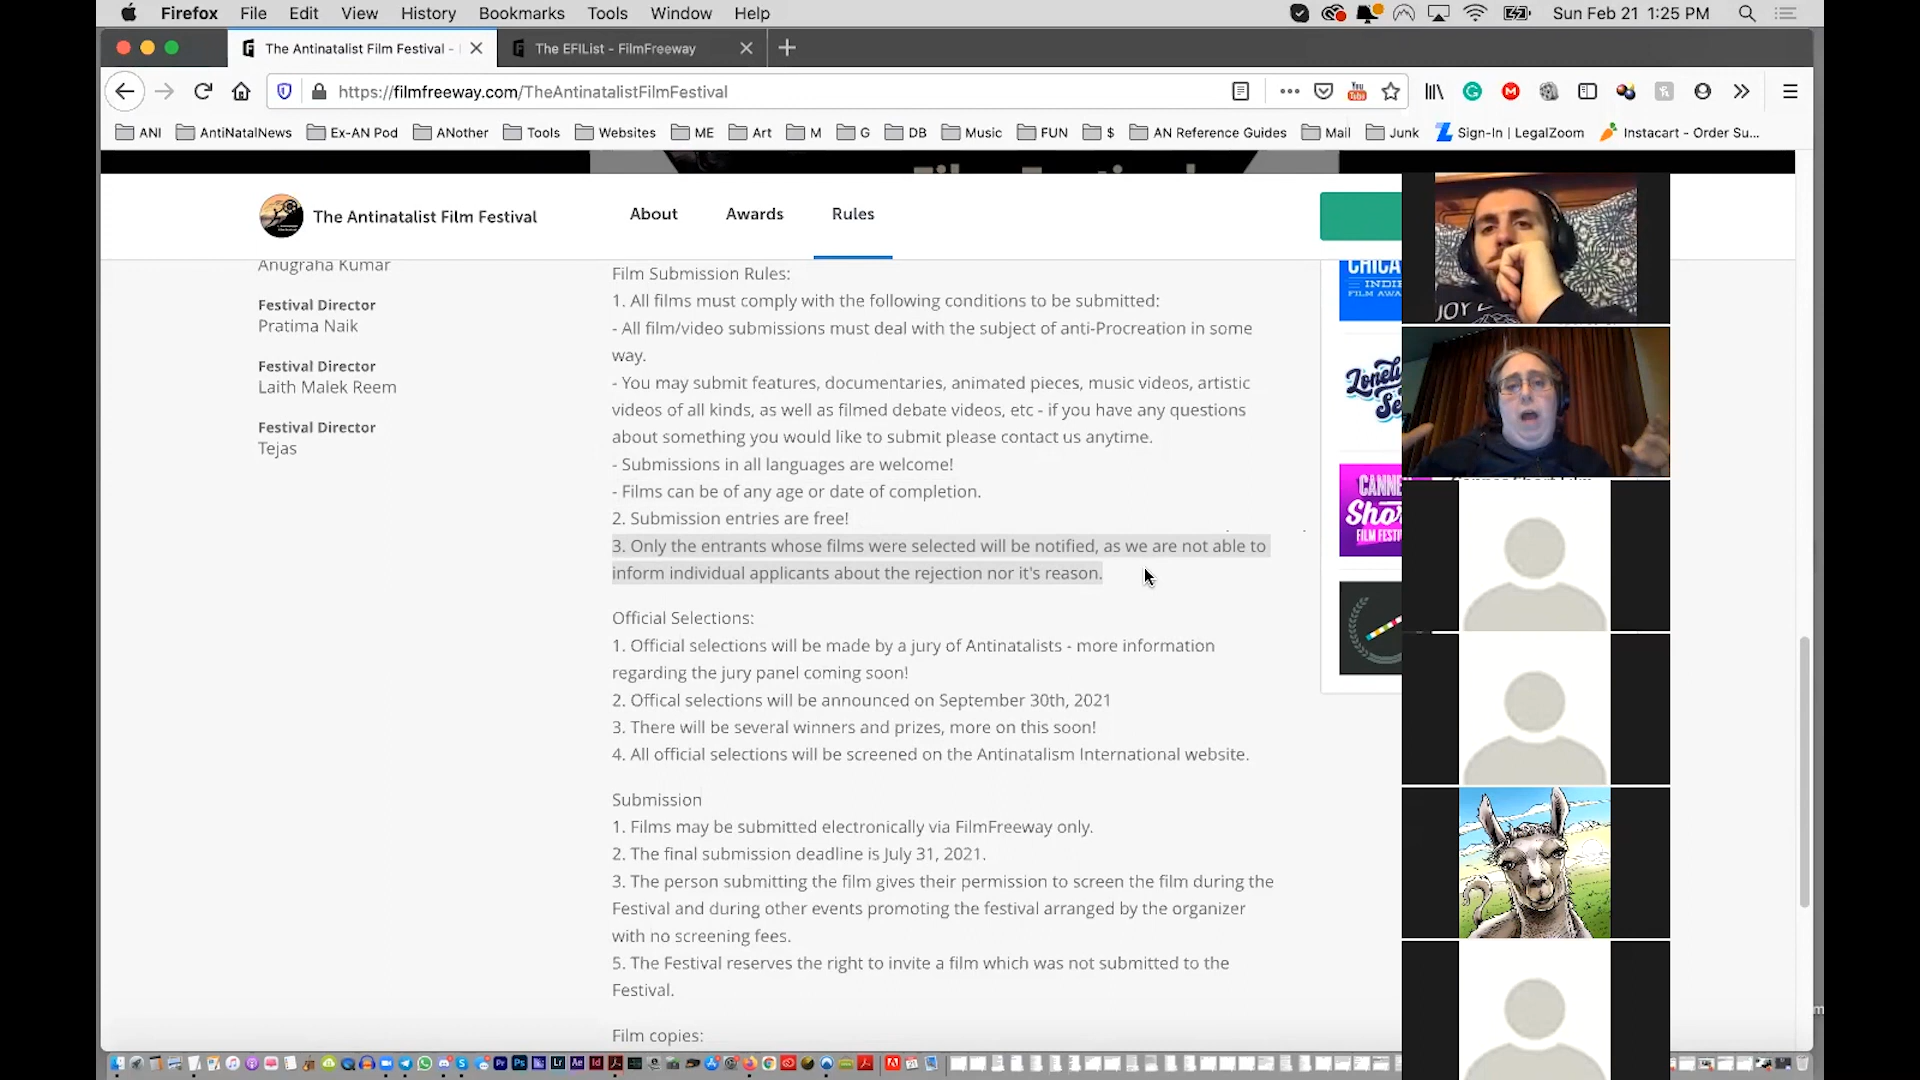 Firefox File Edit View History Bookmarks Tools Window Help Sun Feb 21 1:25 PM
The Antinatalist Film Festival - The EFIList - FilmFreeway
https://filmfreeway.com/TheAntinatalistFilmFestival
ANI AntiNatalNews Ex-AN Pod ANother Tools Websites ME Art M G DB Music FUN $ AN Reference Guides Mail Junk Sign-In | LegalZoom Instacart - Order Su...
The Antinatalist Film Festival About Awards Rules
Anugraha Kumar
Festival Director
Pratima Naik
Festival Director
Laith Malek Reem
Festival Director
Tejas
Film Submission Rules:
1. All films must comply with the following conditions to be submitted:
- All film/video submissions must deal with the subject of anti-Procreation in some
way.
- You may submit features, documentaries, animated pieces, music videos, artistic
videos of all kinds, as well as filmed debate videos, etc - if you have any questions
about something you would like to submit please contact us anytime.
- Submissions in all languages are welcome!
- Films can be of any age or date of completion.
2. Submission entries are free!
3. Only the entrants whose films were selected will be notified, as we are not able to
inform individual applicants about the rejection nor it's reason.
Official Selections:
1. Official selections will be made by a jury of Antinatalists - more information
regarding the jury panel coming soon!
2. Offical selections will be announced on September 30th, 2021
3. There will be several winners and prizes, more on this soon!
4. All official selections will be screened on the Antinatalism International website.
Submission
1. Films may be submitted electronically via FilmFreeway only.
2. The final submission deadline is July 31, 2021.
3. The person submitting the film gives their permission to screen the film during the
Festival and during other events promoting the festival arranged by the organizer
with no screening fees.
5. The Festival reserves the right to invite a film which was not submitted to the
Festival.
Film copies: